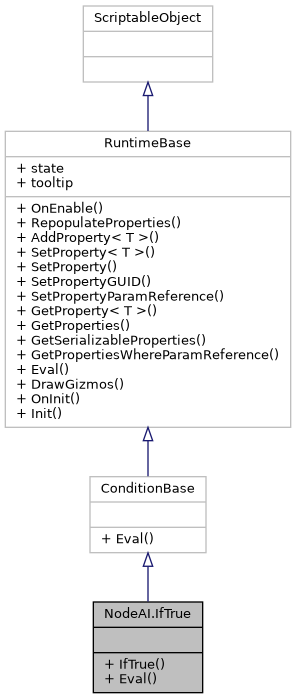 ScriptableObject
RuntimeBase
+ state
+ tooltip
+ OnEnable()
+ RepopulateProperties()
+ AddProperty< T >()
+ SetProperty< T >()
+ SetProperty()
+ SetPropertyGUID()
+ SetPropertyParamReference()
+ GetProperty< T >()
+ GetProperties()
+ GetSerializableProperties()
+ GetPropertiesWhereParamReference()
+ Eval()
+ DrawGizmos()
+ OnInit()
+ Init()
ConditionBase
+ Eval()
NodeAI.IfTrue
+ IfTrue()
+ Eval()